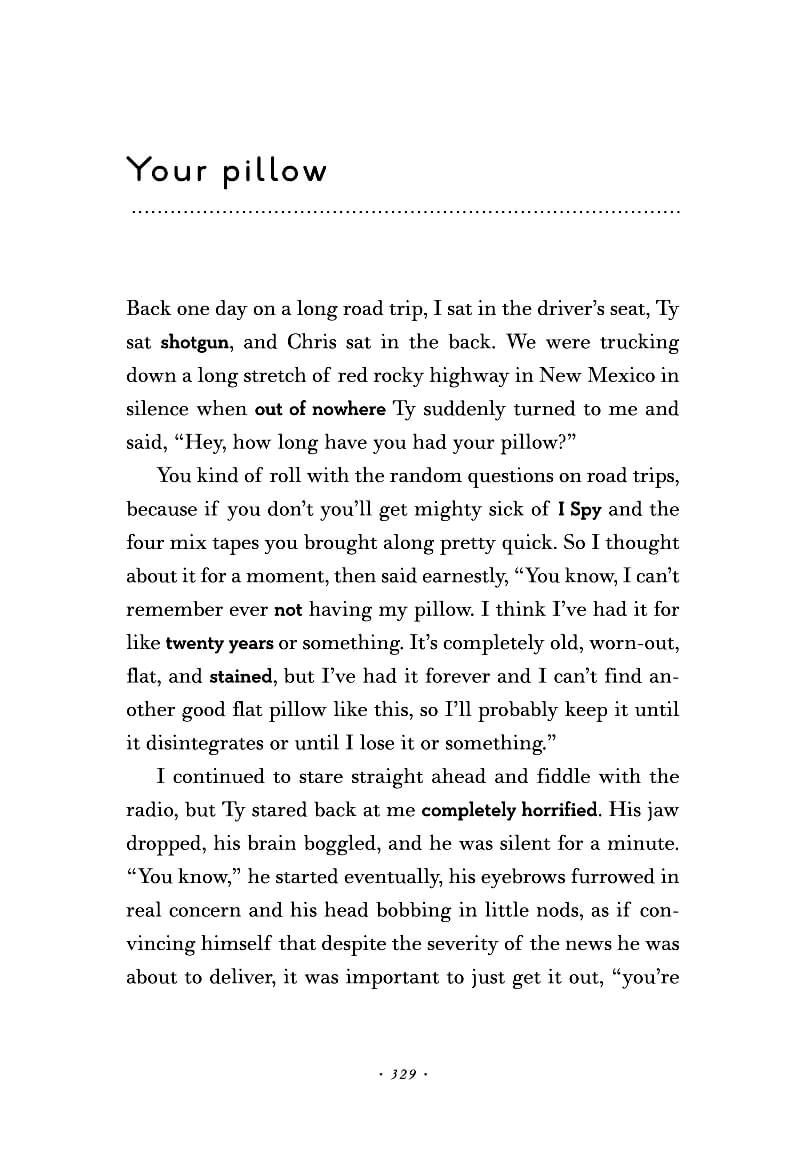 Your pillow
Back one day on a long road trip, I sat in the driver’s seat, Ty
sat shotgun, and Chris sat in the back. We were trucking
down a long stretch of red rocky highway in New Mexico in
silence when out of nowhere Ty suddenly turned to me and
said, “Hey, how long have you had your pillow?”
You kind of roll with the random questions on road trips,
because if you don’t you’ll get mighty sick of I Spy and the
four mix tapes you brought along pretty quick. So I thought
about it for a moment, then said earnestly, “You know, I can’t
remember ever not having my pillow. I think I’ve had it for
like twenty years or something. It’s completely old, worn-out,
flat, and stained, but I’ve had it forever and I can’t find an-
other good flat pillow like this, so I’ll probably keep it until
it disintegrates or until I lose it or something.”
I continued to stare straight ahead and fiddle with the
radio, but Ty stared back at me completely horrified. His jaw
dropped, his brain boggled, and he was silent for a minute.
“You know,” he started eventually, his eyebrows furrowed in
real concern and his head bobbing in little nods, as if con-
vincing himself that despite the severity of the news he was
about to deliver, it was important to just get it out, “you’re
· 329 ·